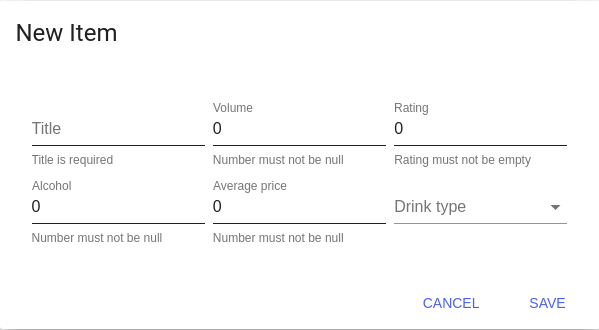 New Item
Volume
Rating
Title
0
0
Title is required
Number must not be null
Rating must not be empty
Alcohol
Average price
0
0
Drink type
Number must not be null
Number must not be null
CANCEL
SAVE